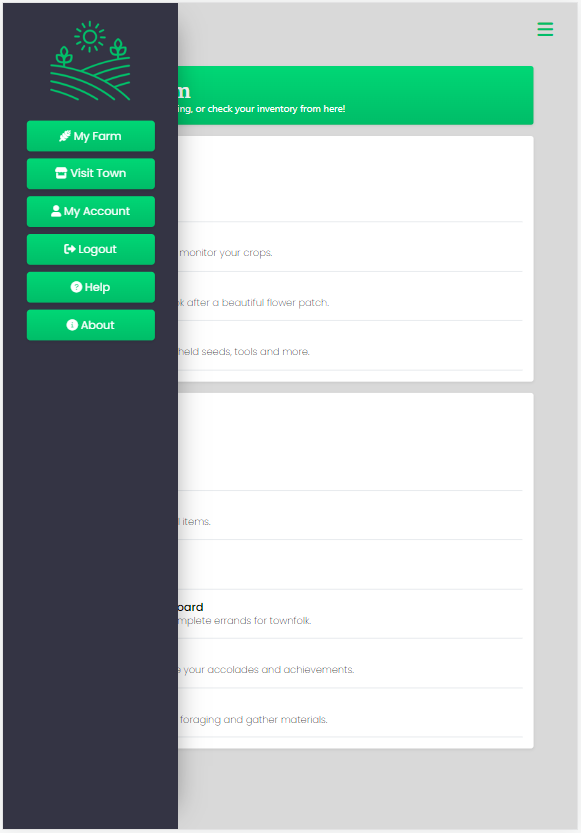 My Farm
Visit Town
My Account
Logout
Help
About
ing, or check your inventory from here!
monitor your crops.
after a beautiful flower patch.
held seeds, tools and more.
items.
oard
mplete errands for townfolk.
your accolades and achievements.
foraging and gather materials.